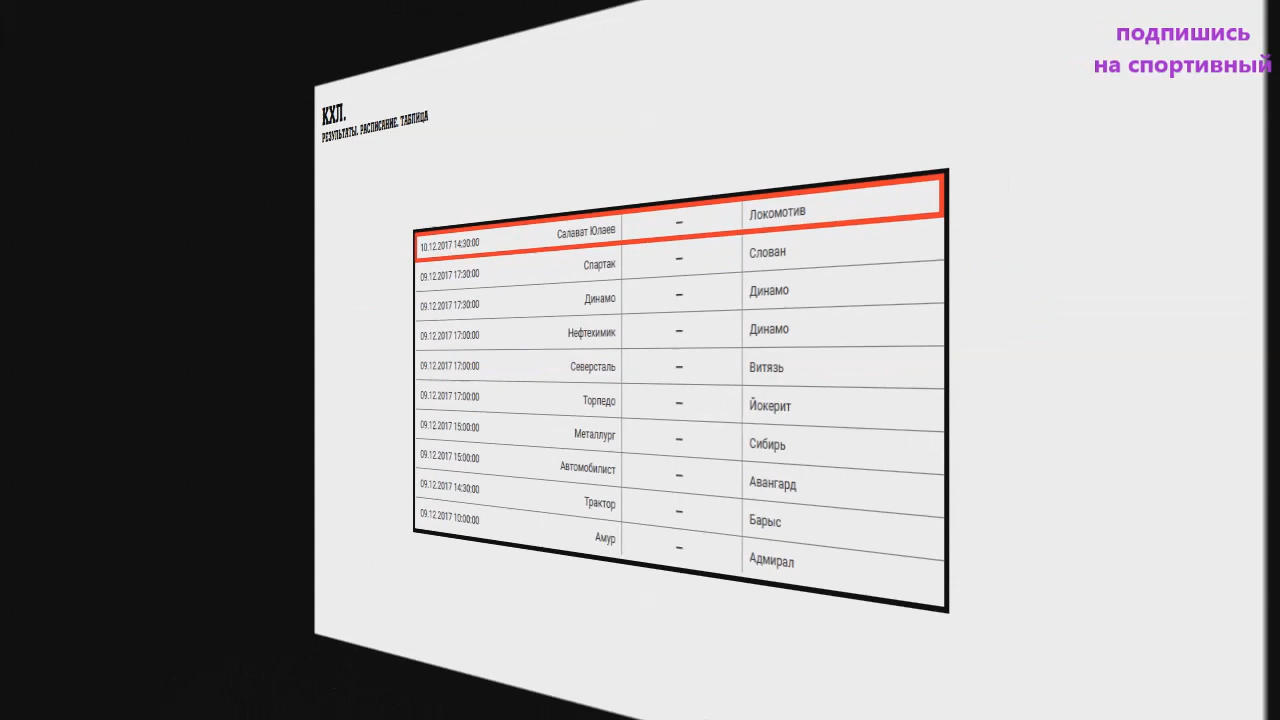 подпишись
на спортивный
КХЛ.
РЕЗУЛЬТАТЫ. РАСПИСАНИЕ. ТАБЛИЦА
10.12.2017 14:30:00 Салават Юлаев – Локомотив
09.12.2017 17:30:00 Спартак – Слован
09.12.2017 17:30:00 Динамо – Динамо
09.12.2017 17:00:00 Нефтехимик – Динамо
09.12.2017 17:00:00 Северсталь – Витязь
09.12.2017 17:00:00 Торпедо – Йокерит
09.12.2017 15:00:00 Металлург – Сибирь
09.12.2017 15:00:00 Автомобилист – Авангард
09.12.2017 14:30:00 Трактор – Барыс
09.12.2017 10:00:00 Амур – Адмирал